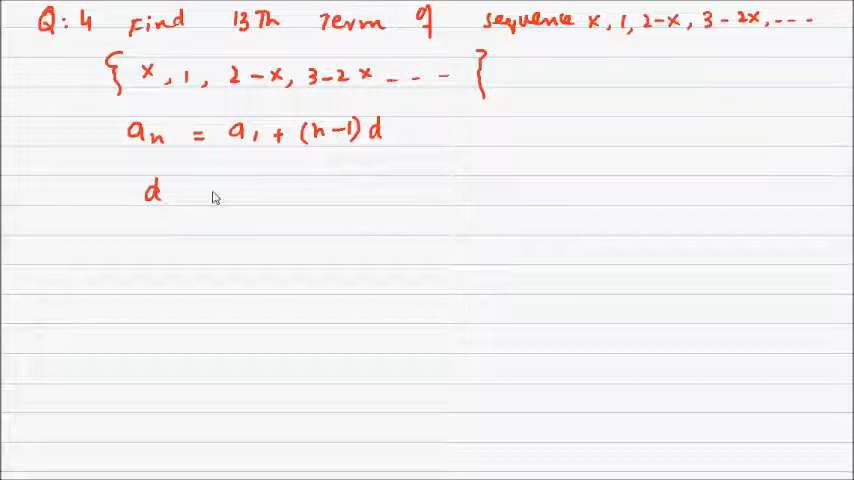 Q: 4 Find 13Th Term of sequence x, 1, 2-x, 3-2x, ---
{ x, 1, 2-x, 3-2x --- }
an = a1 + (n-1)d
d